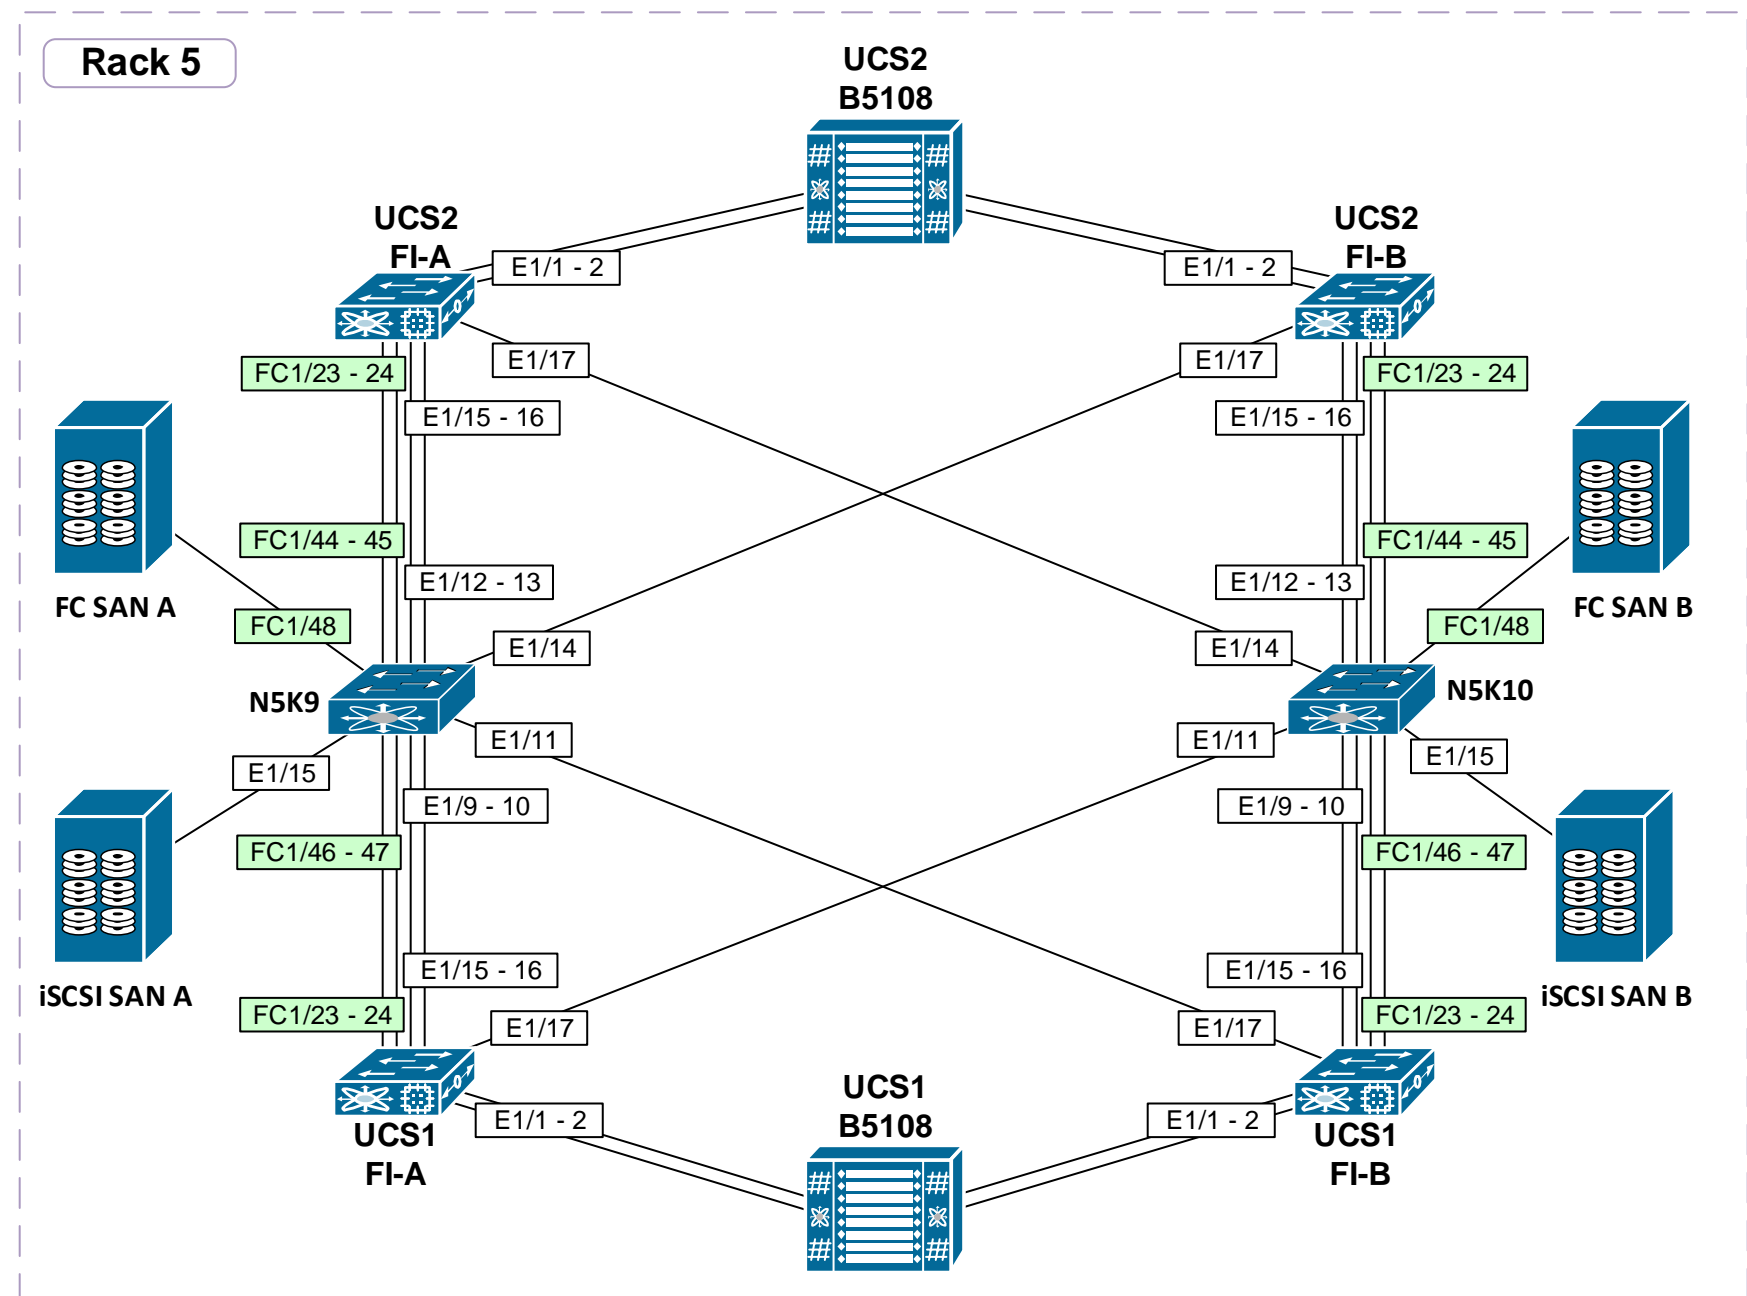 Rack 5
UCS2
B5108
UCS2
FI-A
UCS2
FI-B
E1/1 - 2
E1/1 - 2
E1/17
E1/17
FC1/23 - 24
FC1/23 - 24
E1/15 - 16
E1/15 - 16
FC1/44 - 45
FC1/44 - 45
E1/12 - 13
E1/12 - 13
FC SAN A
FC SAN B
FC1/48
FC1/48
E1/14
E1/14
N5K9
N5K10
E1/11
E1/11
E1/15
E1/15
E1/9 - 10
E1/9 - 10
FC1/46 - 47
FC1/46 - 47
E1/15 - 16
E1/15 - 16
iSCSI SAN A
iSCSI SAN B
FC1/23 - 24
FC1/23 - 24
E1/17
E1/17
UCS1
B5108
E1/1 - 2
E1/1 - 2
UCS1
FI-A
UCS1
FI-B